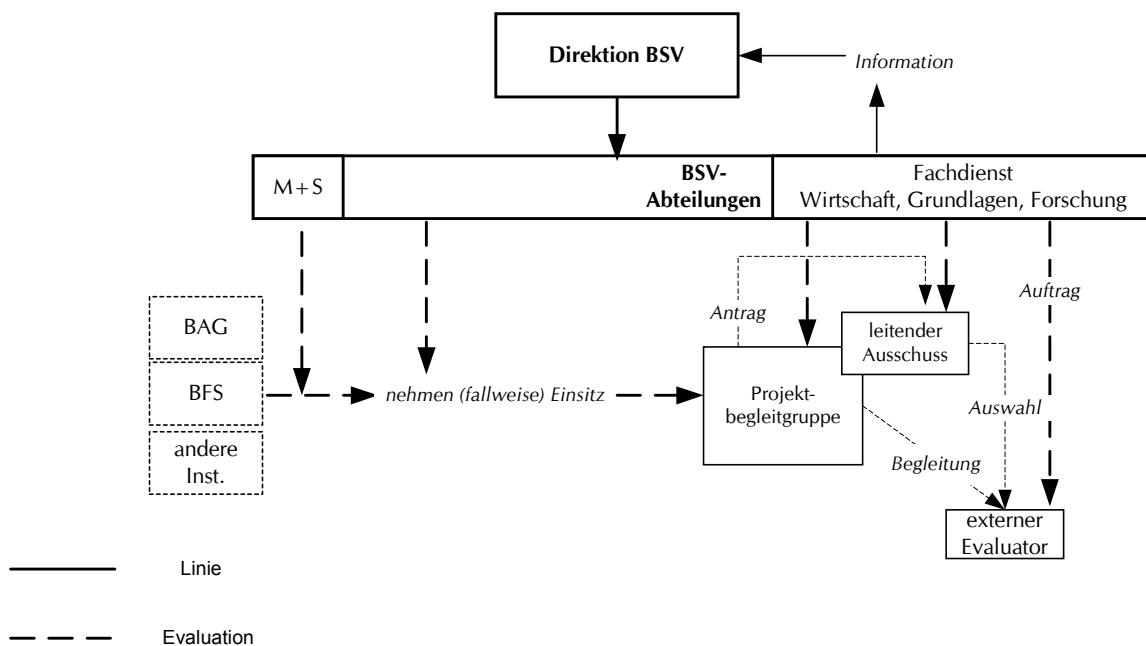 Direktion BSV
Information
M+S
BSV-
Abteilungen
Fachdienst
Wirtschaft, Grundlagen, Forschung
BAG
BFS
andere
Inst.
nehmen (fallweise) Einsitz
Antrag
Auftrag
leitender
Ausschuss
Projekt-
begleitgruppe
Auswahl
Begleitung
externer
Evaluator
Linie
Evaluation